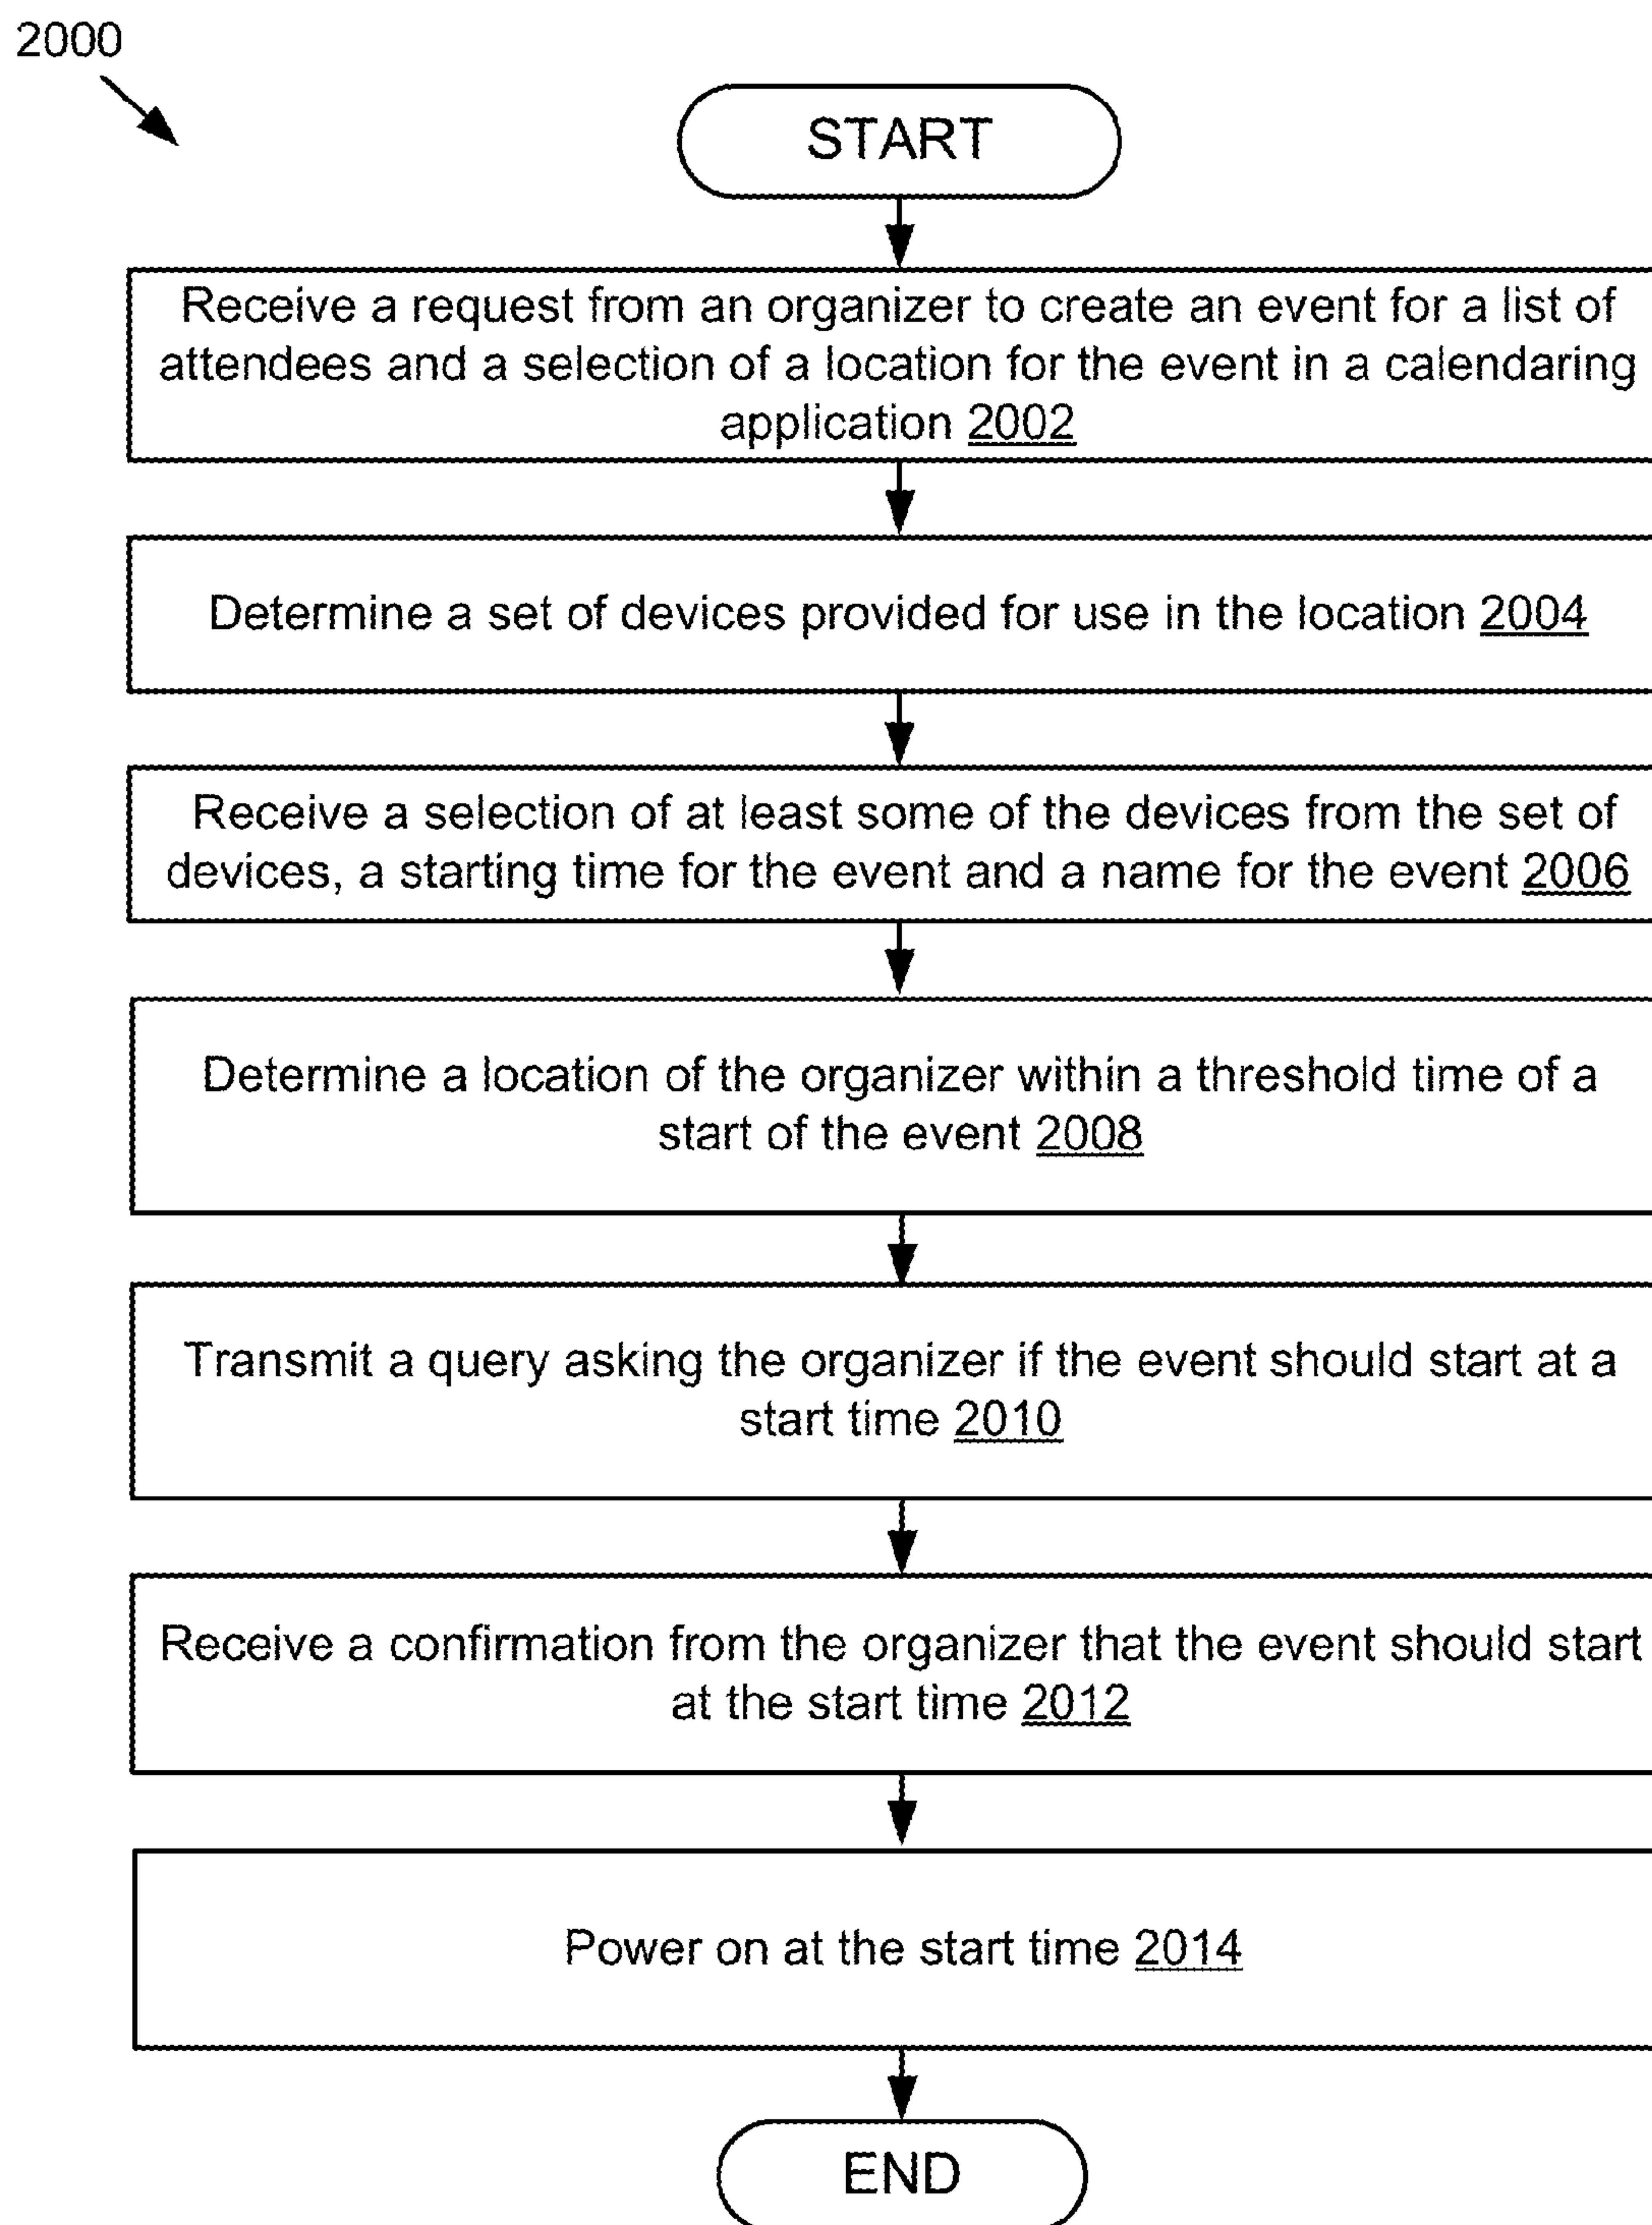 2000
START
Receive a request from an organizer to create an event for a list of
attendees and a selection of a location for the event in a calendaring
application 2002
Determine a set of devices provided for use in the location 2004
Receive a selection of at least some of the devices from the set of
devices, a starting time for the event and a name for the event 2006
Determine a location of the organizer within a threshold time of a
start of the event 2008
Transmit a query asking the organizer if the event should start at a
start time 2010
Receive a confirmation from the organizer that the event should start
at the start time 2012
Power on at the start time 2014
END